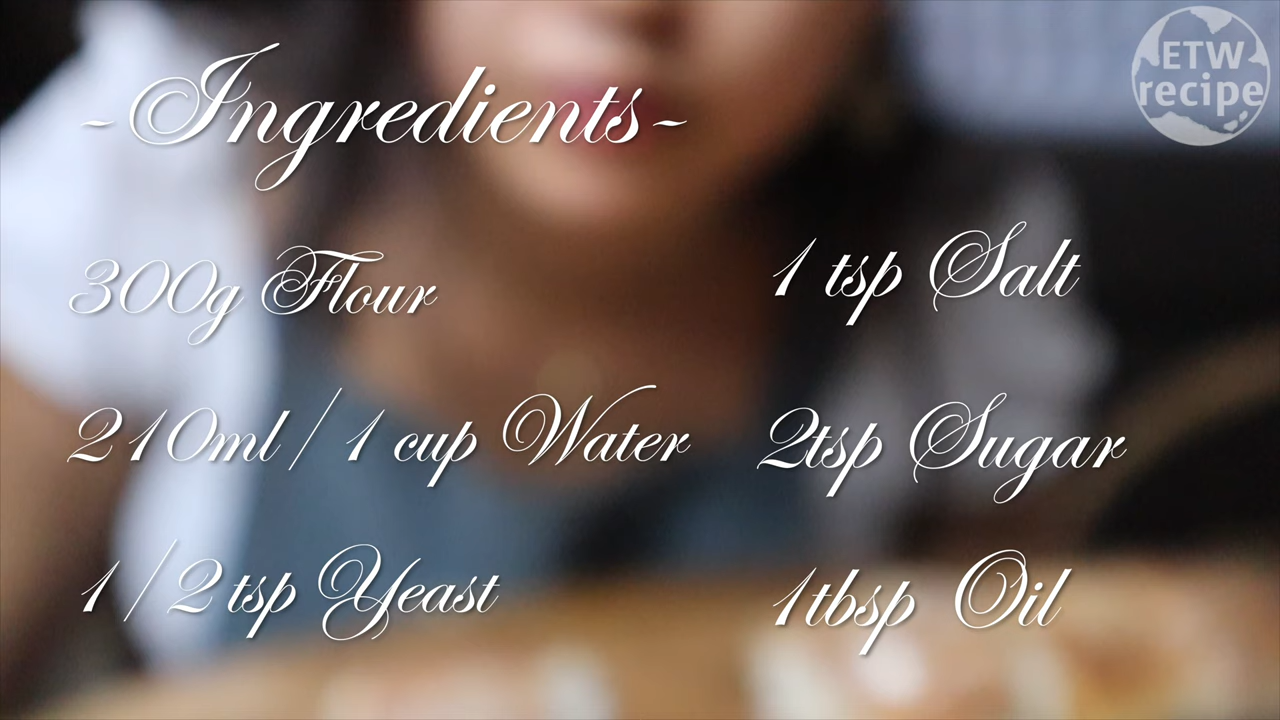 ETW
recipe
~Ingredients~
300g Flour
210ml / 1 cup Water
1/2 tsp Yeast
1 tsp Salt
2tsp Sugar
1tbsp Oil